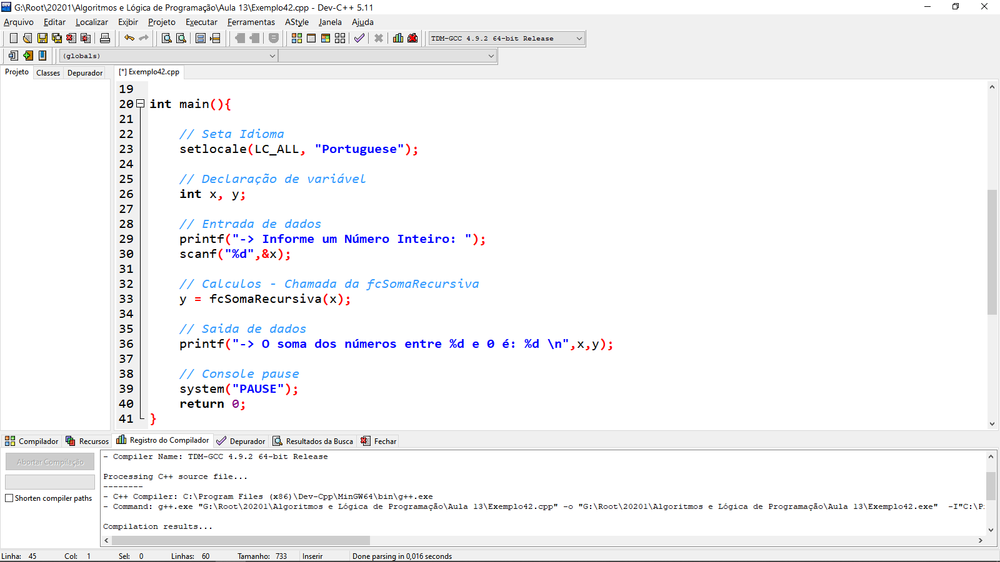 G:\Root\20201\Algoritmos e Lógica de Programação\Aula 13\Exemplo42.cpp - Dev-C++ 5.11
Arquivo Editar Localizar Exibir Projeto Executar Ferramentas AStyle Janela Ajuda
TDM-GCC 4.9.2 64-bit Release
(globals)
Projeto Classes Depurador [*] Exemplo42.cpp
19
20 int main(){
21
22 // Seta Idioma
23 setlocale(LC_ALL, "Portuguese");
24
25 // Declaração de variável
26 int x, y;
27
28 // Entrada de dados
29 printf("-> Informe um Número Inteiro: ");
30 scanf("%d",&x);
31
32 // Calculos - Chamada da fcSomaRecursiva
33 y = fcSomaRecursiva(x);
34
35 // Saida de dados
36 printf("-> O soma dos números entre %d e 0 é: %d \n",x,y);
37
38 // Console pause
39 system("PAUSE");
40 return 0;
41 }
Compilador Recursos Registro do Compilador Depurador Resultados da Busca Fechar
Abortar Compilação
Shorten compiler paths
- Compiler Name: TDM-GCC 4.9.2 64-bit Release
Processing C++ source file...
--------
- C++ Compiler: C:\Program Files (x86)\Dev-Cpp\MinGW64\bin\g++.exe
- Command: g++.exe "G:\Root\20201\Algoritmos e Lógica de Programação\Aula 13\Exemplo42.cpp" -o "G:\Root\20201\Algoritmos e Lógica de Programação\Aula 13\Exemplo42.exe" -I"C:\P
Compilation results...
Linha: 45 Col: 1 Sel: 0 Linhas: 60 Tamanho: 733 Inserir Done parsing in 0,016 seconds